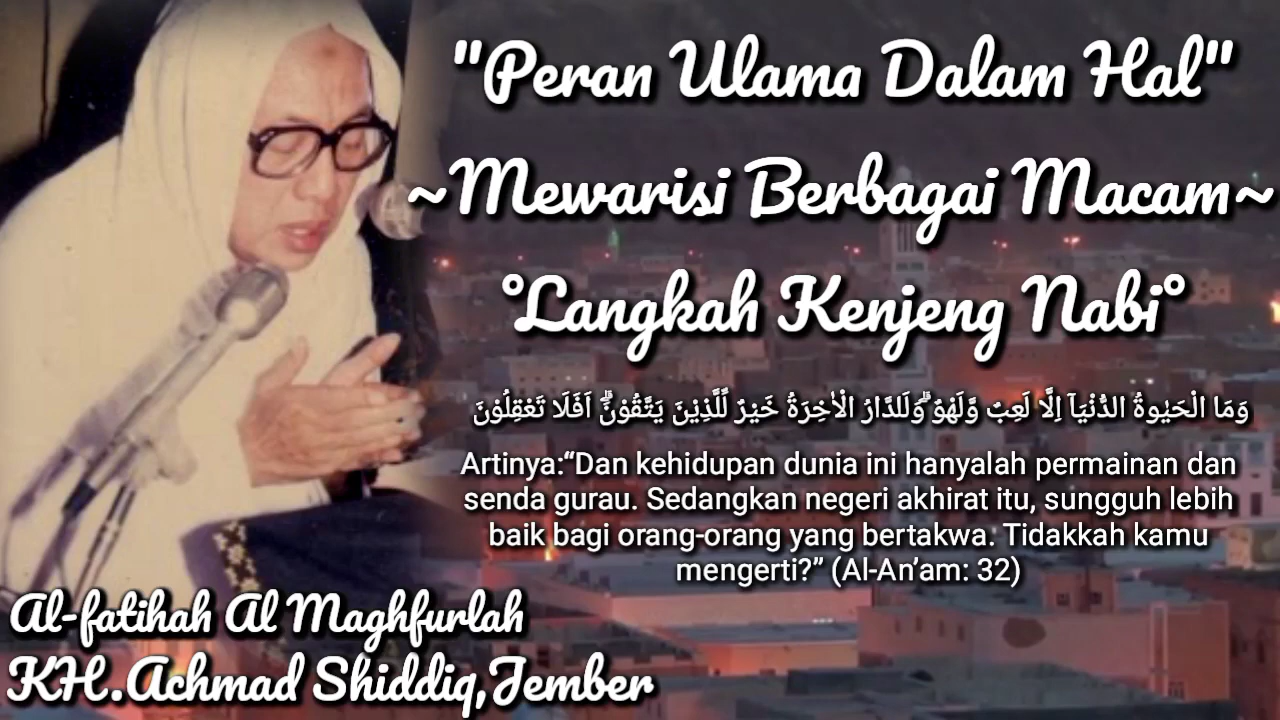 "Peran Ulama Dalam Hal"
~Mewarisi Berbagai Macam~
°Langkah Kenjeng Nabi°
وَمَا الْحَيٰوةُ الدُّنْيَآ اِلَّا لَعِبٌ وَّلَهْوٌ ۗوَلَلدَّارُ الْاٰخِرَةُ خَيْرٌ لِّلَّذِيْنَ يَتَّقُوْنَۗ اَفَلَا تَعْقِلُوْنَ
Artinya:“Dan kehidupan dunia ini hanyalah permainan dan
senda gurau. Sedangkan negeri akhirat itu, sungguh lebih
baik bagi orang-orang yang bertakwa. Tidakkah kamu
mengerti?” (Al-An’am: 32)
Al-fatihah Al Maghfurlah
KH.Achmad Shiddiq,Jember